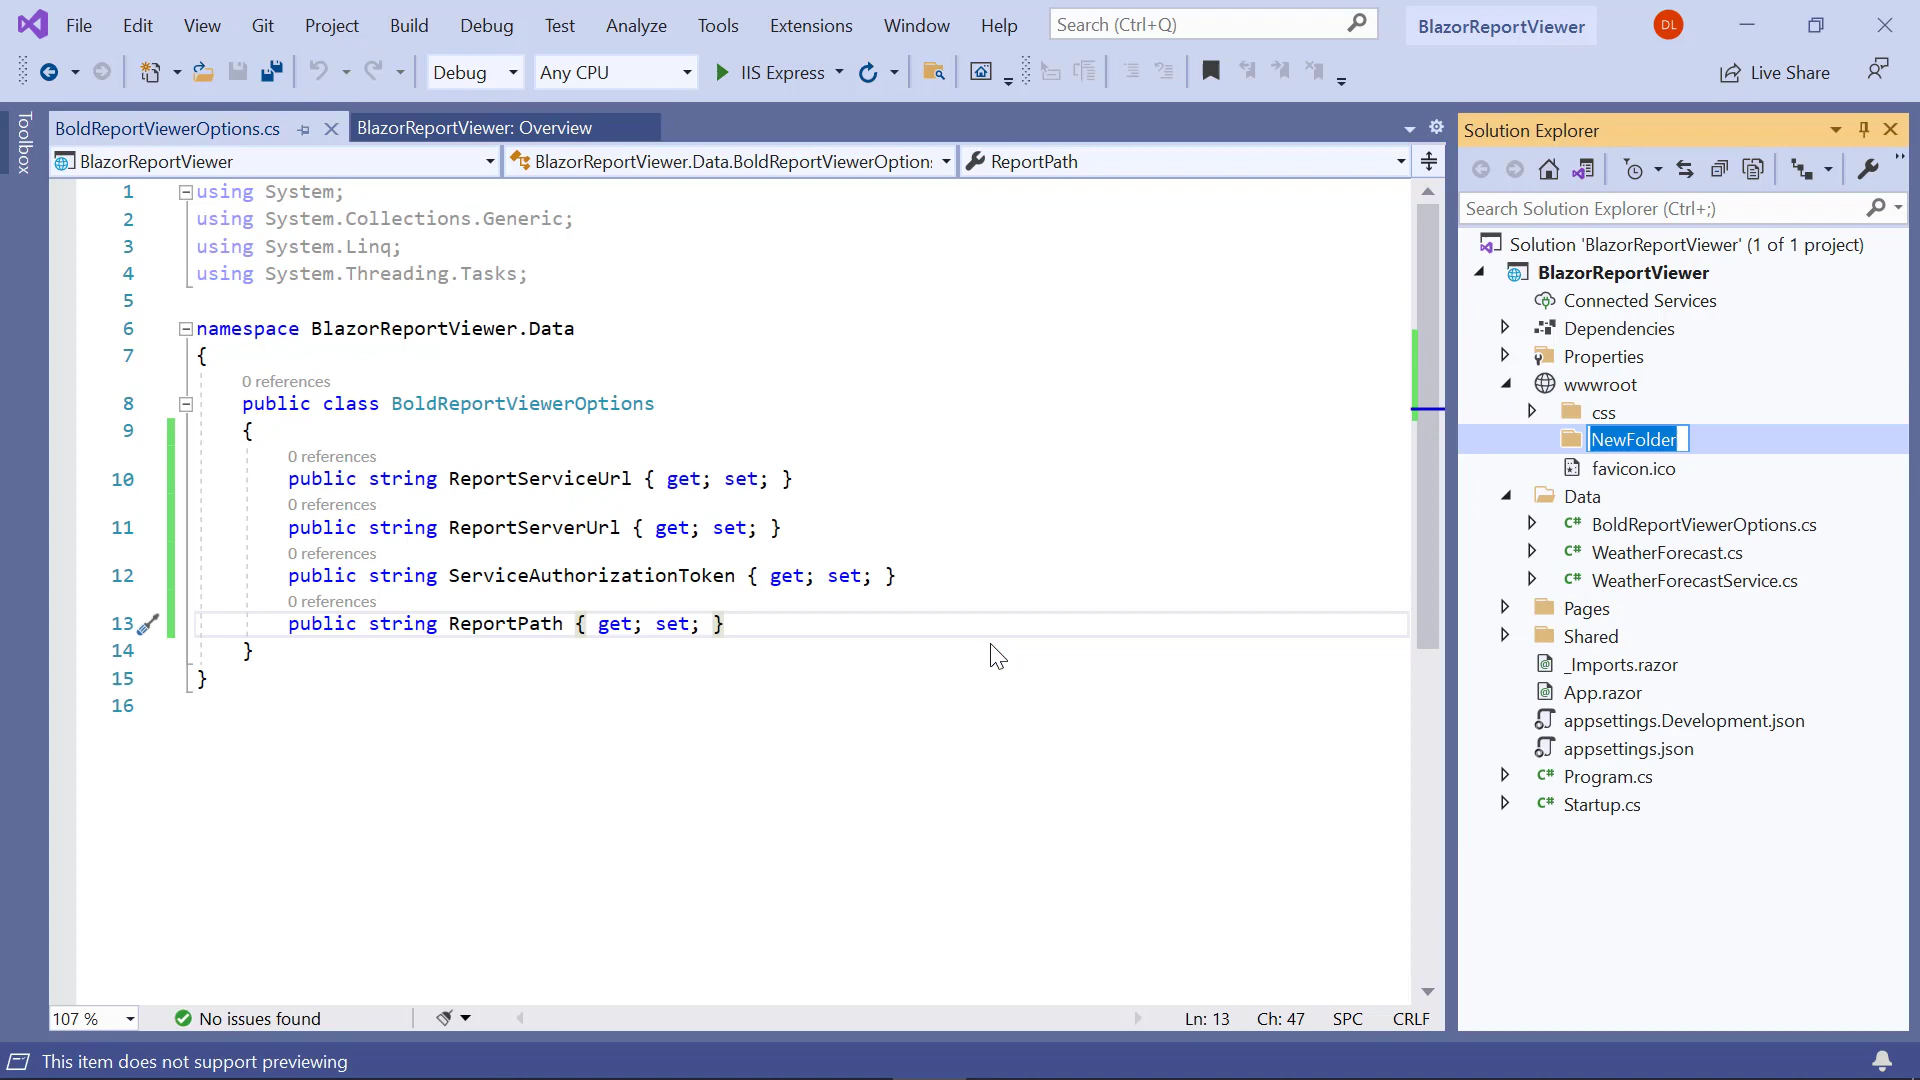 File Edit View Git Project Build Debug Test Analyze Tools Extensions Window Help Search (Ctrl+Q) BlazorReportViewer DL
Debug Any CPU IIS Express Live Share
Toolbox
BoldReportViewerOptions.cs BlazorReportViewer: Overview
BlazorReportViewer BlazorReportViewer.Data.BoldReportViewerOption: ReportPath
1 using System;
2 using System.Collections.Generic;
3 using System.Linq;
4 using System.Threading.Tasks;
5
6 namespace BlazorReportViewer.Data
7 {
0 references
8 public class BoldReportViewerOptions
9 {
0 references
10 public string ReportServiceUrl { get; set; }
0 references
11 public string ReportServerUrl { get; set; }
0 references
12 public string ServiceAuthorizationToken { get; set; }
0 references
13 public string ReportPath { get; set; }
14 }
15 }
16
107 % No issues found Ln: 13 Ch: 47 SPC CRLF
Solution Explorer
Search Solution Explorer (Ctrl+;)
Solution 'BlazorReportViewer' (1 of 1 project)
BlazorReportViewer
Connected Services
Dependencies
Properties
wwwroot
css
NewFolder
favicon.ico
Data
C# BoldReportViewerOptions.cs
C# WeatherForecast.cs
C# WeatherForecastService.cs
Pages
Shared
_Imports.razor
App.razor
appsettings.Development.json
appsettings.json
C# Program.cs
C# Startup.cs
This item does not support previewing